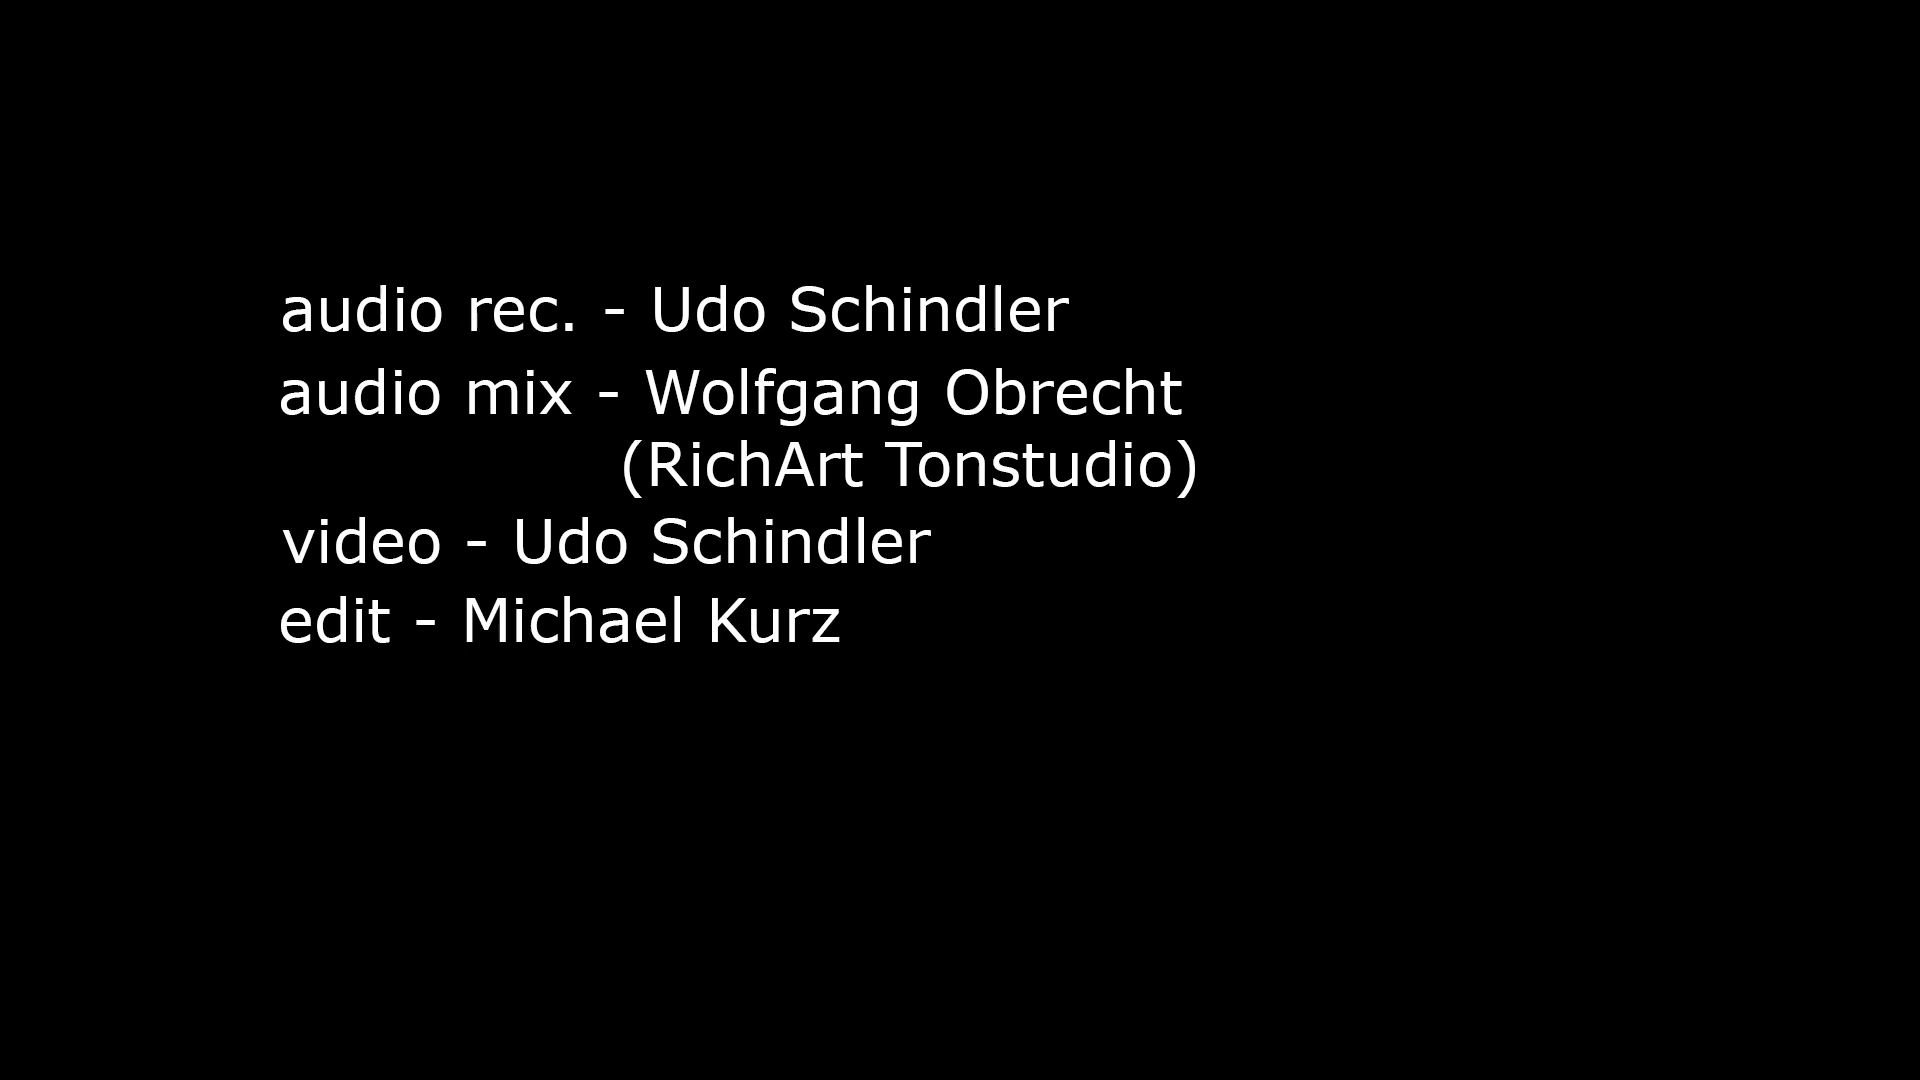 audio rec. - Udo Schindler
audio mix - Wolfgang Obrecht
(RichArt Tonstudio)
video - Udo Schindler
edit - Michael Kurz